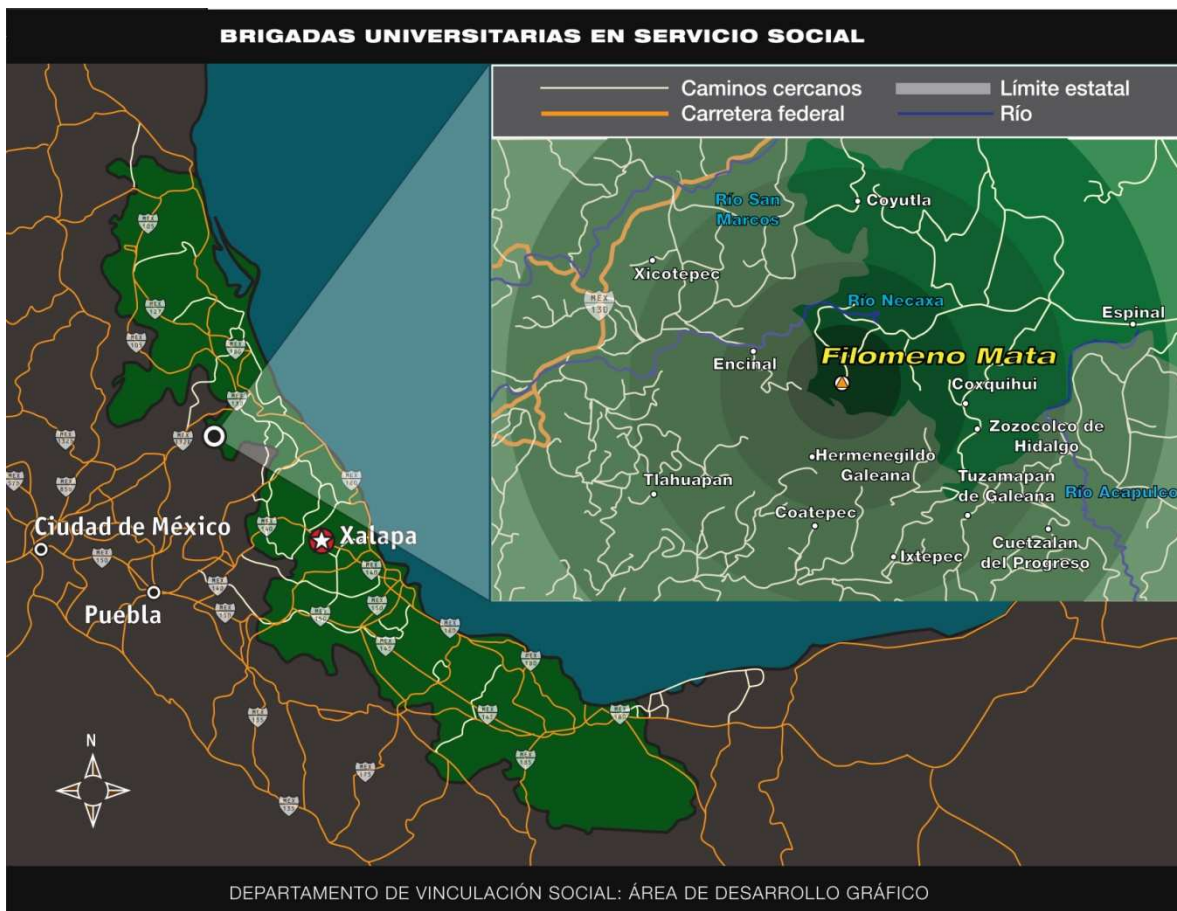 BRIGADAS UNIVERSITARIAS EN SERVICIO SOCIAL
Caminos cercanos
Límite estatal
Carretera federal
Río
Río San
Marcos
Coyutla
Xicotepec
MÉX
130
Río Necaxa
Espinal
Encinal
Filomeno Mata
Coxquihui
Zozocolco de
Hidalgo
Hermenegildo
Galeana
Tlahuapan
Tuzamapan
de Galeana
Río Acapulco
Coatepec
Ixtepec
Cuetzalan
del Progreso
Ciudad de México
Xalapa
Puebla
N
DEPARTAMENTO DE VINCULACIÓN SOCIAL: ÁREA DE DESARROLLO GRÁFICO